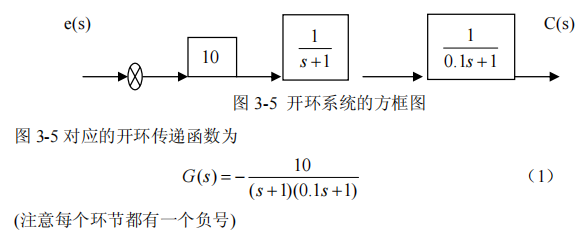 e(s) C(s)
10
1
s+1
1
0.1s+1
图 3-5 开环系统的方框图
图 3-5 对应的开环传递函数为
G(s) = - 10 / (s+1)(0.1s+1) （1）
(注意每个环节都有一个负号)